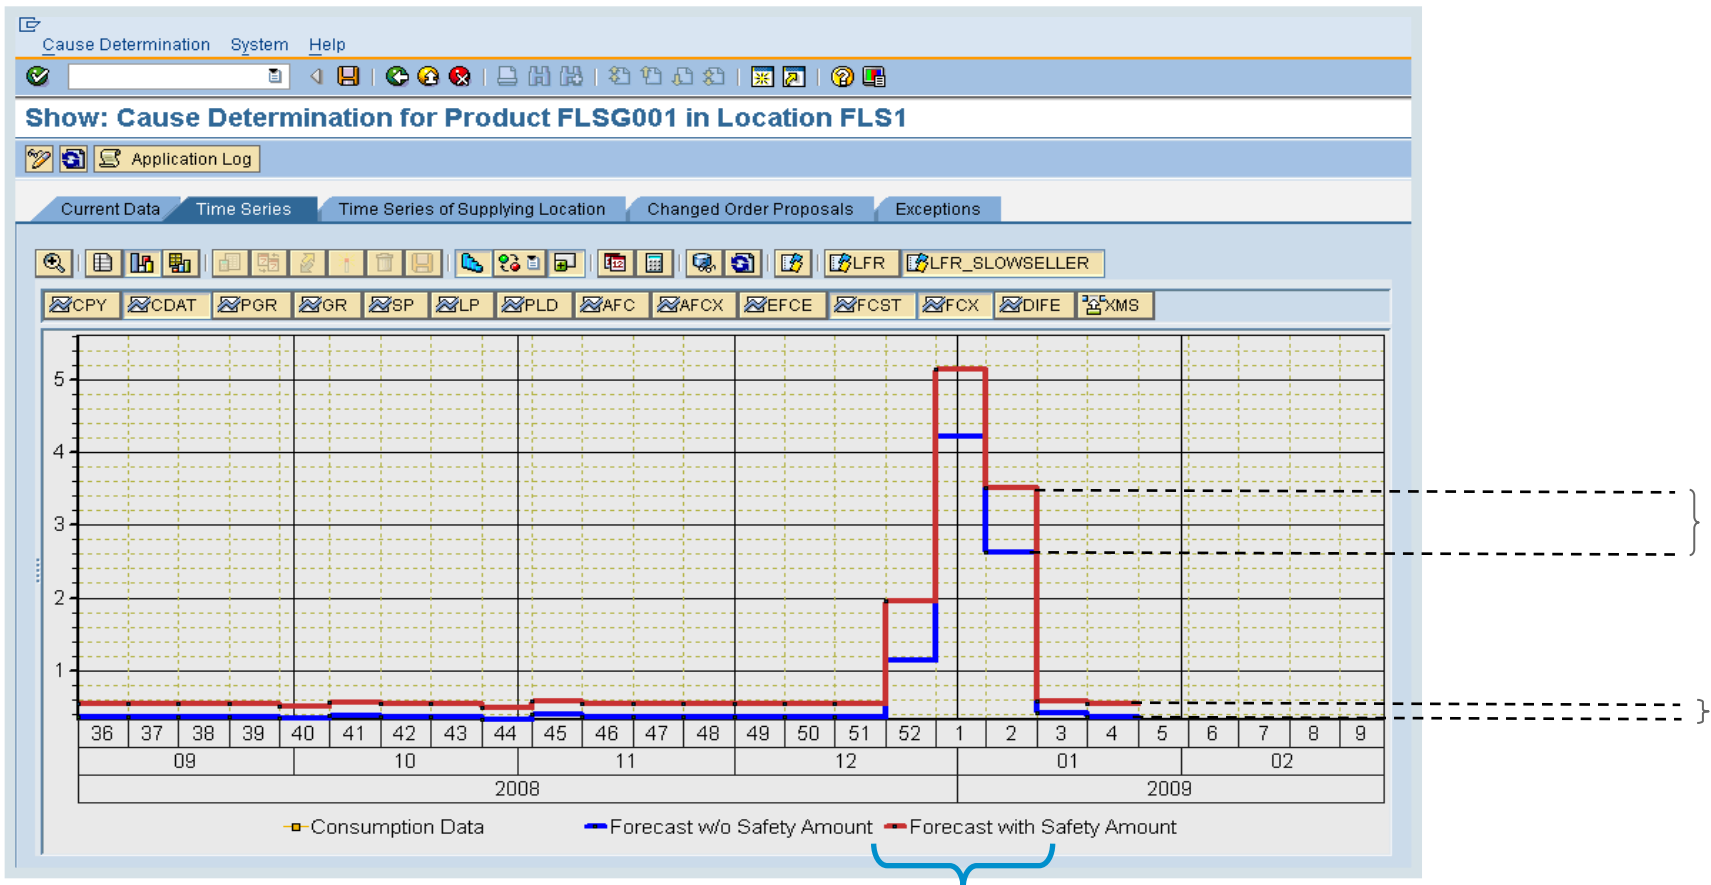 Cause Determination System Help
Show: Cause Determination for Product FLSG001 in Location FLS1
Application Log
Current Data Time Series Time Series of Supplying Location Changed Order Proposals Exceptions
LFR LFR_SLOWSELLER
CPY CDAT PGR GR SP LP PLD AFC AFCX EFCE FCST FCX DIFE XMS
5
4
3
2
1
36 37 38 39 40 41 42 43 44 45 46 47 48 49 50 51 52 1 2 3 4 5 6 7 8 9
09 10 11 12 01 02
2008 2009
Consumption Data Forecast w/o Safety Amount Forecast with Safety Amount